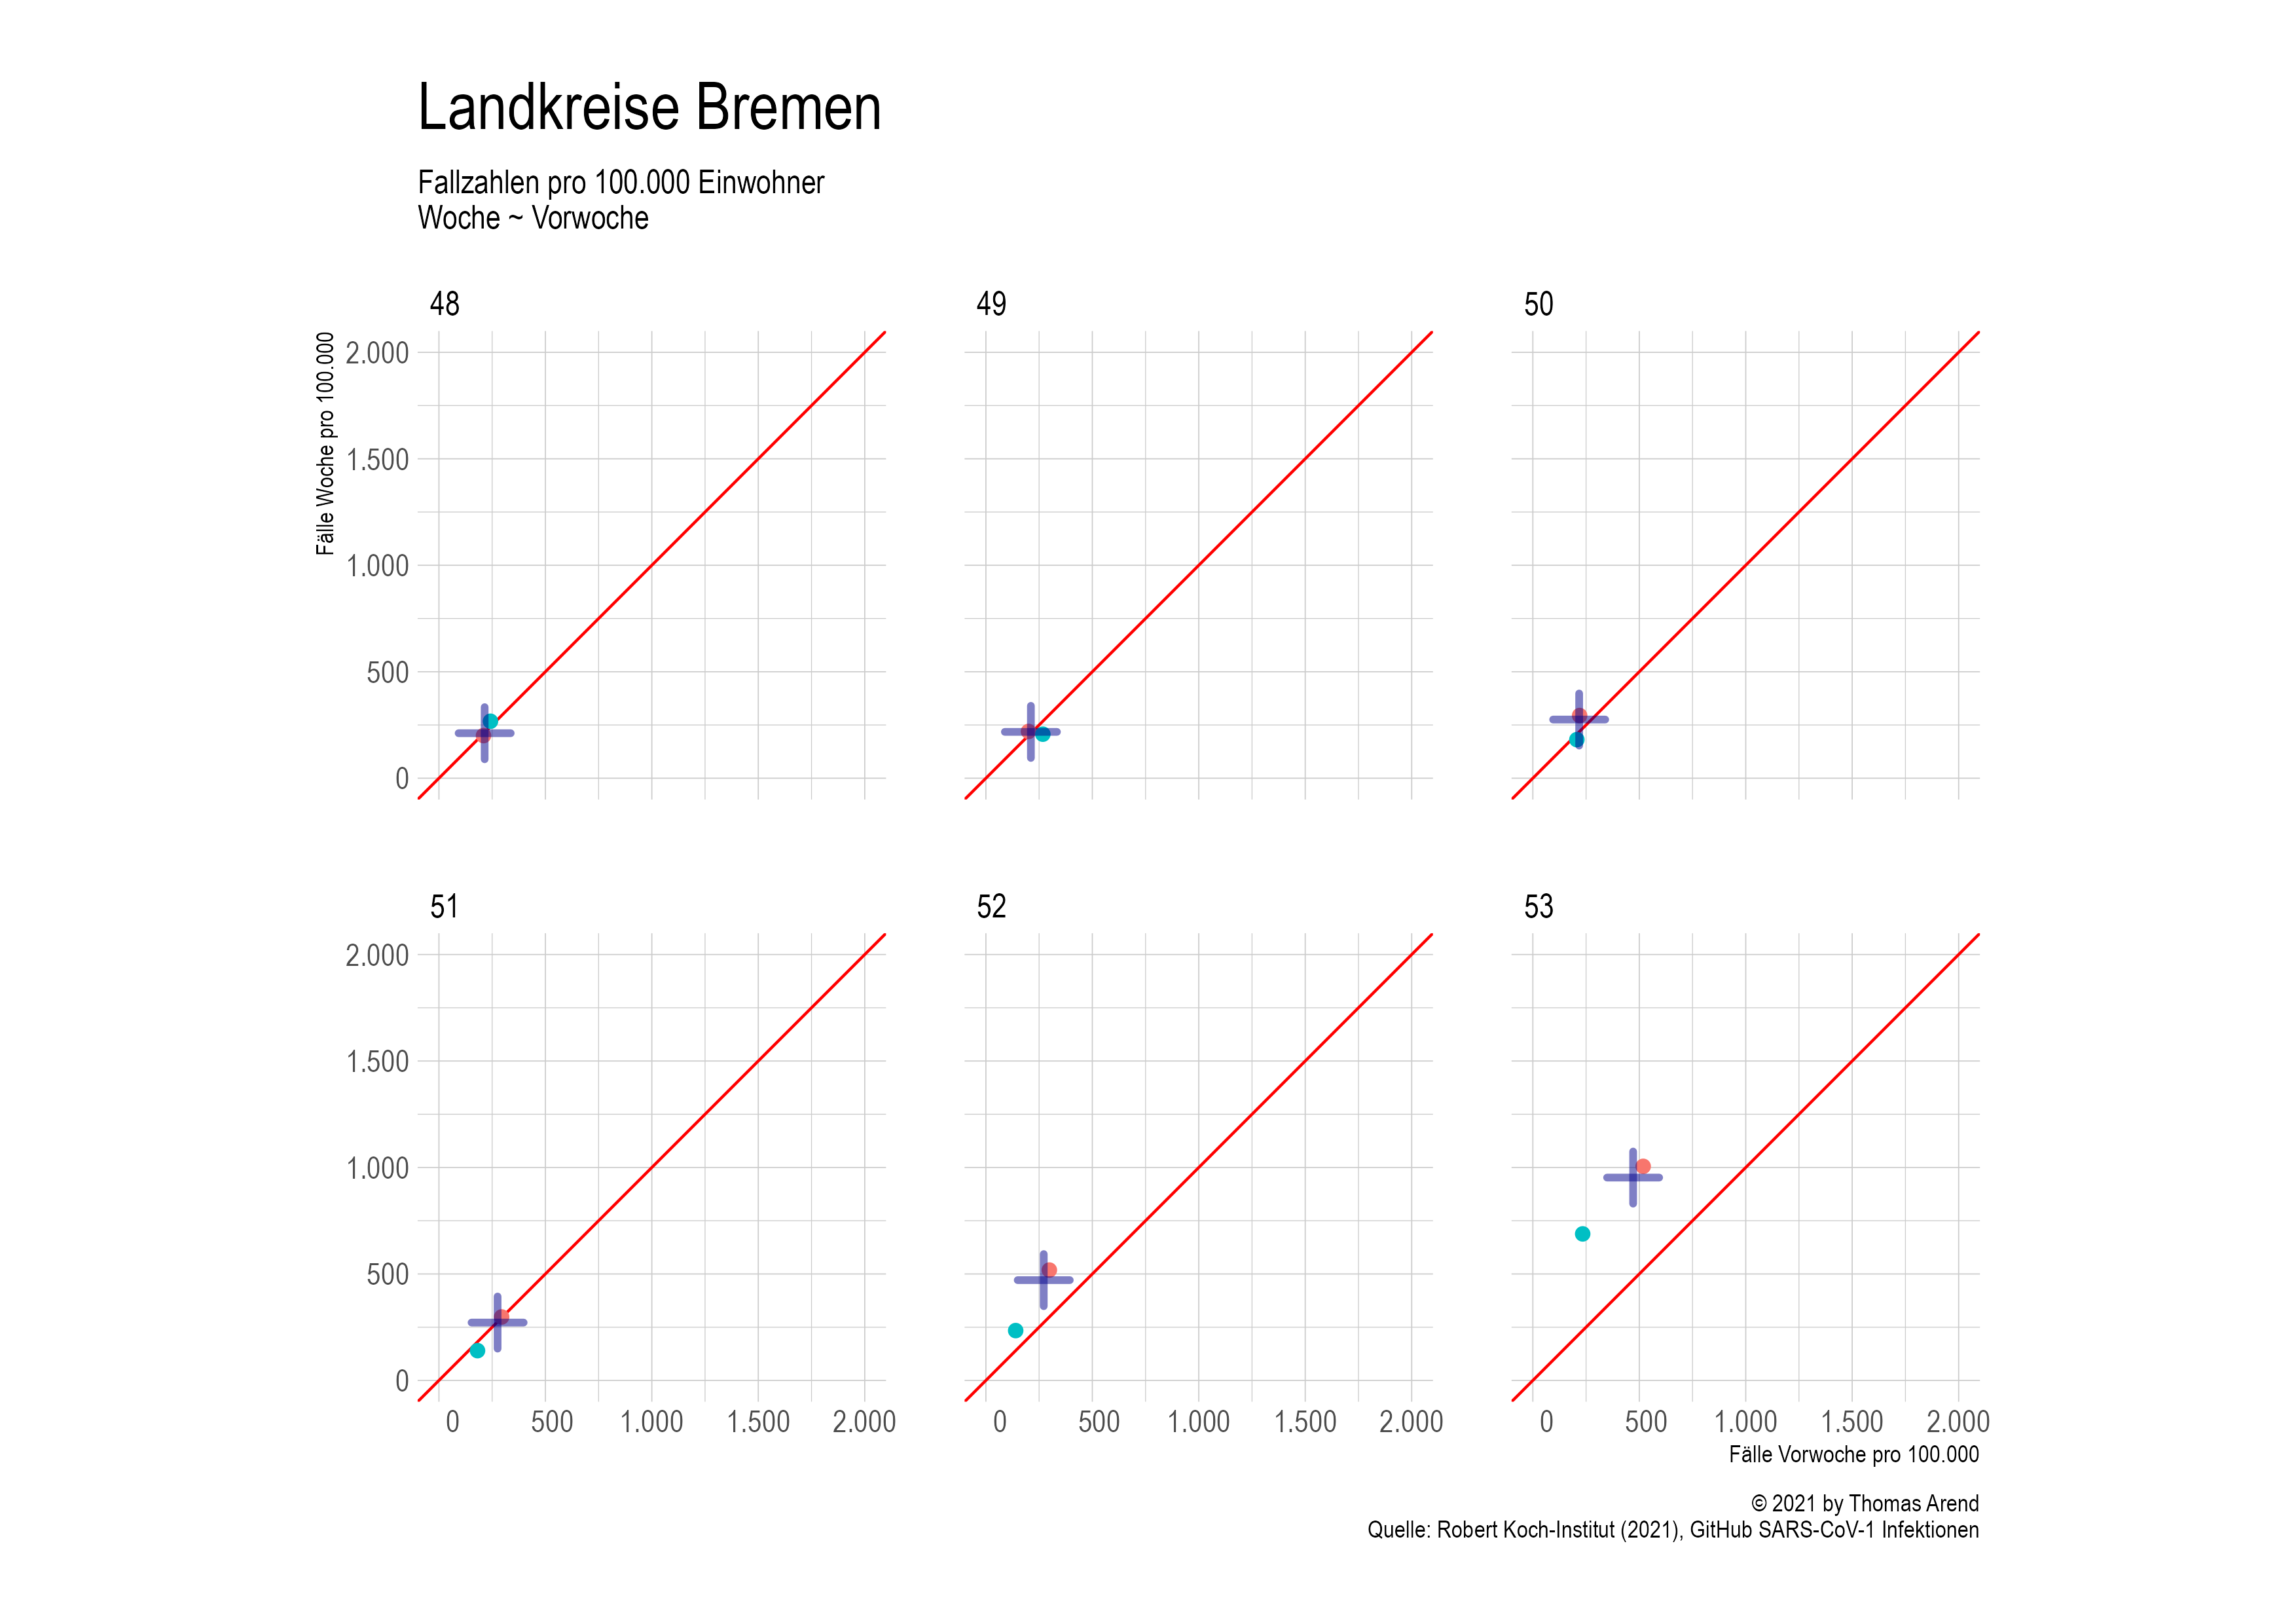 Landkreise Bremen
Fallzahlen pro 100.000 Einwohner
Woche ~ Vorwoche
48
49
50
Fälle Woche pro 100.000
2.000
1.500
1.000
500
0
51
52
53
2.000
1.500
1.000
500
0
0 500 1.000 1.500 2.000
0 500 1.000 1.500 2.000
0 500 1.000 1.500 2.000
Fälle Vorwoche pro 100.000
© 2021 by Thomas Arend
Quelle: Robert Koch-Institut (2021), GitHub SARS-CoV-1 Infektionen